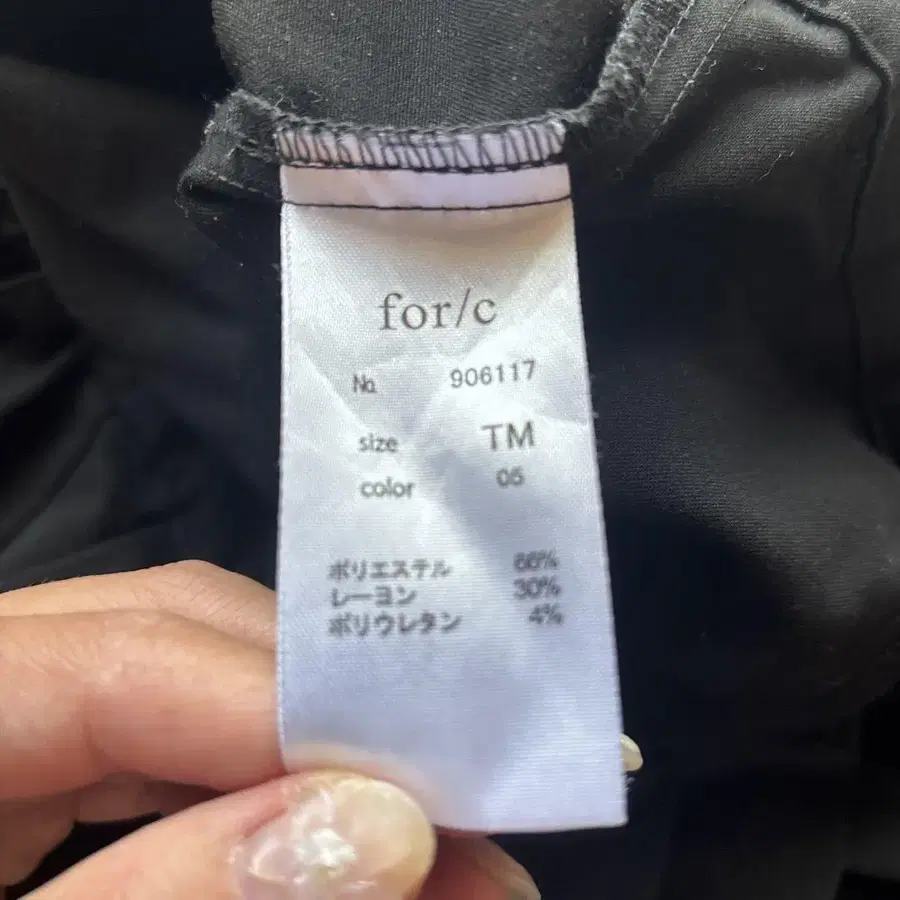 for/c
No. 906117
size TM
color 05
ポリエステル 66%
レーヨン 30%
ポリウレタン 4%